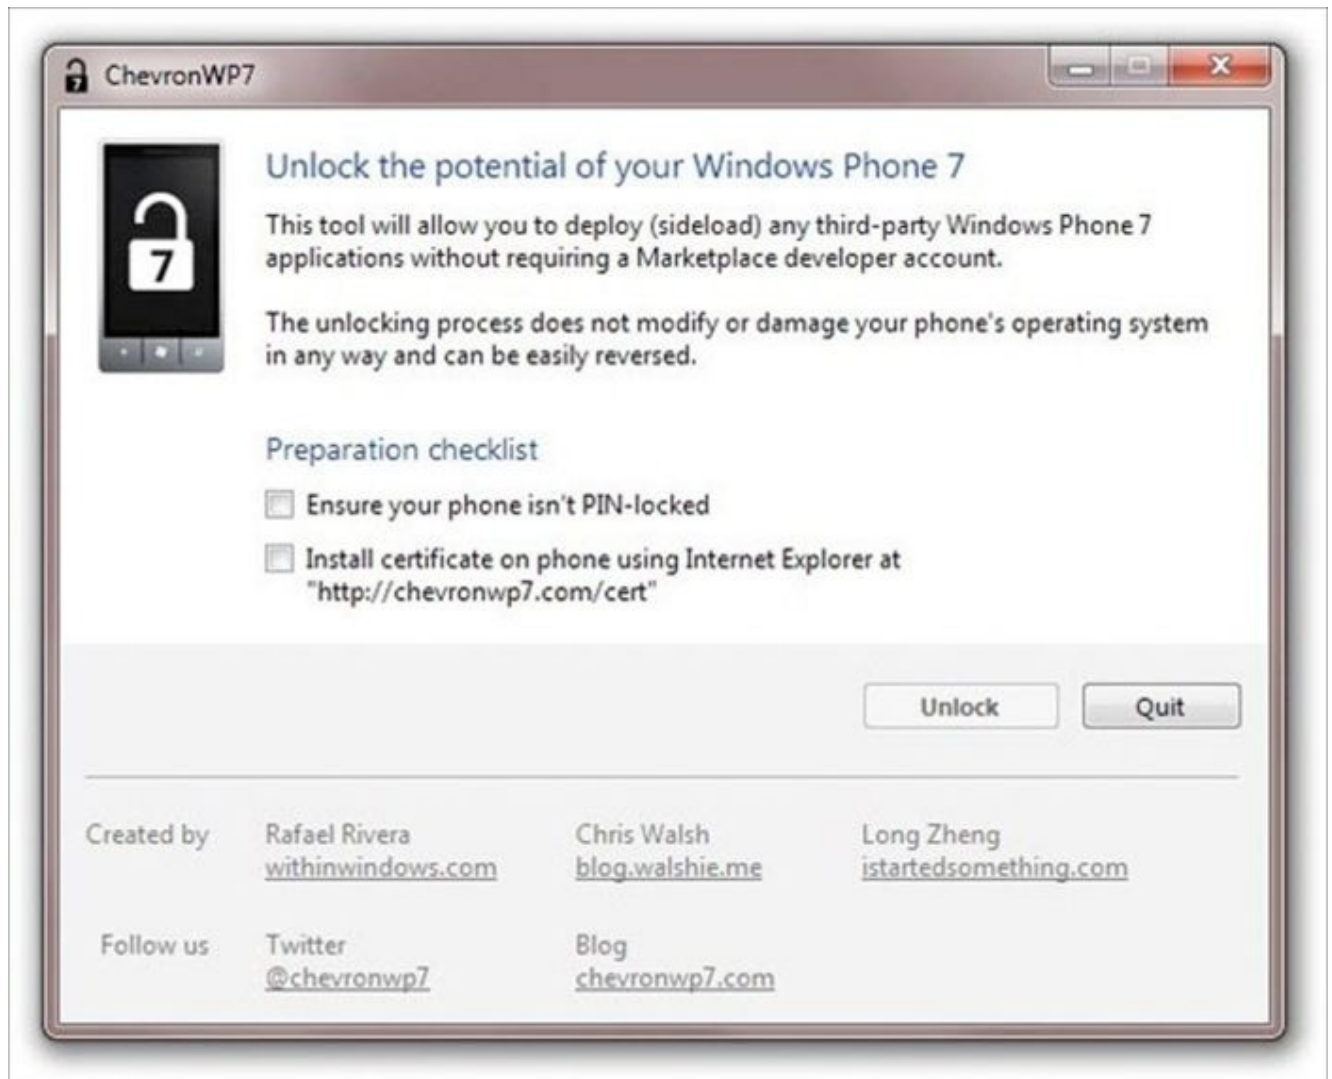 ChevronWP7
7
Unlock the potential of your Windows Phone 7
This tool will allow you to deploy (sideload) any third-party Windows Phone 7
applications without requiring a Marketplace developer account.
The unlocking process does not modify or damage your phone's operating system
in any way and can be easily reversed.
Preparation checklist
Ensure your phone isn't PIN-locked
Install certificate on phone using Internet Explorer at
"http://chevronwp7.com/cert"
Unlock Quit
Created by Rafael Rivera Chris Walsh Long Zheng
withinwindows.com blog.walshie.me istartedsomething.com
Follow us Twitter Blog
@chevronwp7 chevronwp7.com